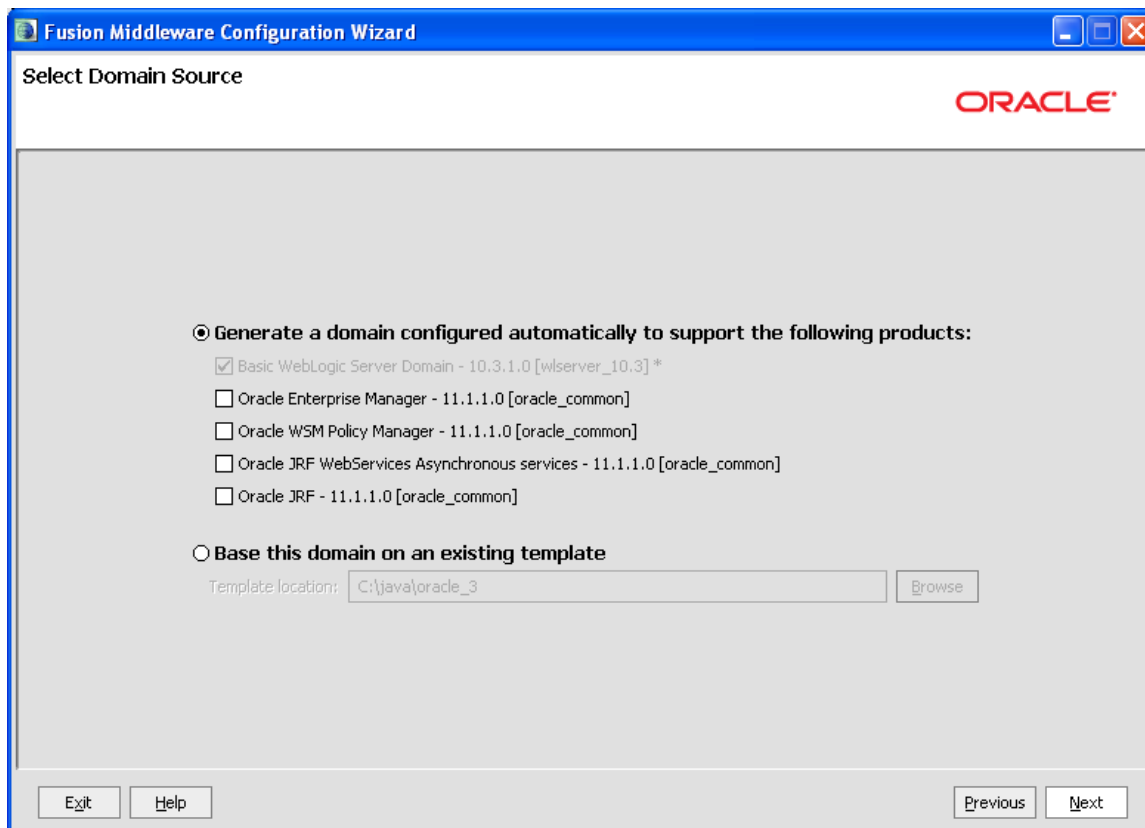 Fusion Middleware Configuration Wizard
Select Domain Source
ORACLE
Generate a domain configured automatically to support the following products:
Basic WebLogic Server Domain - 10.3.1.0 [wlserver_10.3] *
Oracle Enterprise Manager - 11.1.1.0 [oracle_common]
Oracle WSM Policy Manager - 11.1.1.0 [oracle_common]
Oracle JRF WebServices Asynchronous services - 11.1.1.0 [oracle_common]
Oracle JRF - 11.1.1.0 [oracle_common]
Base this domain on an existing template
Template location: C:\java\oracle_3 Browse
Exit Help Previous Next